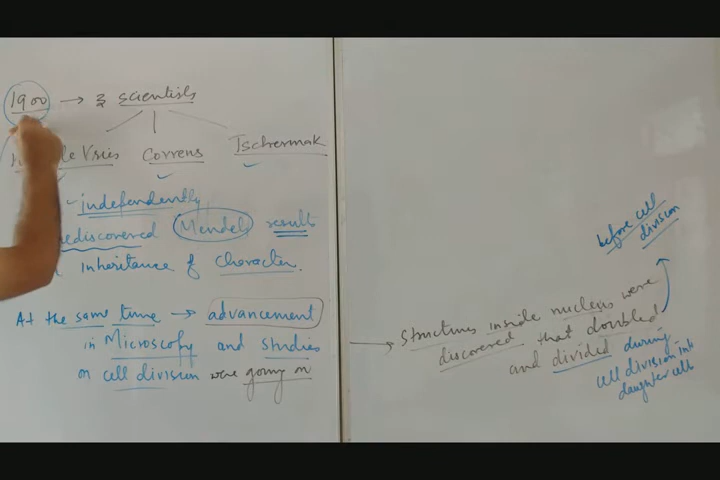 1900 → 3 scientists
de Vries Correns Tschermak
- independently
rediscovered Mendel results
inheritance of character.
At the same time → advancement
in Microscopy and studies
on cell division were going on
→ Structures inside nucleus were
discovered that doubled
and divided during
cell division into
daughter cells
before cell
division